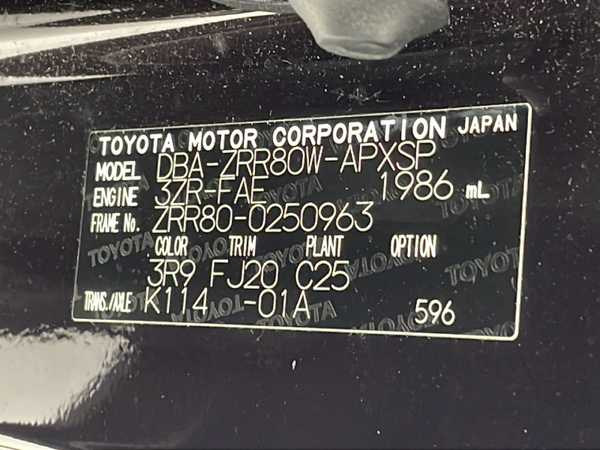 TOYOTA MOTOR CORPORATION JAPAN
MODEL DBA-ZRR80W-APXSP
ENGINE 3ZR-FAE 1986 mL
FRAME No. ZRR80-0250963
COLOR TRIM PLANT OPTION
3R9 FJ20 C25
TRANS./AXLE K114 -01A 596